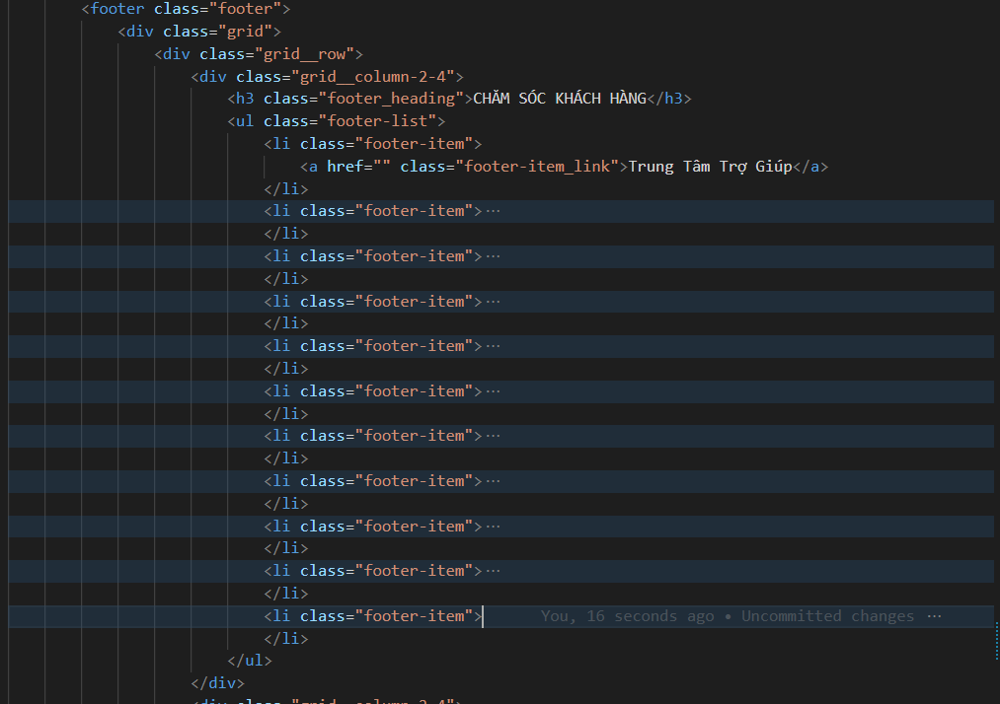 <footer class="footer">
<div class="grid">
<div class="grid__row">
<div class="grid__column-2-4">
<h3 class="footer_heading">CHĂM SÓC KHÁCH HÀNG</h3>
<ul class="footer-list">
<li class="footer-item">
<a href="" class="footer-item_link">Trung Tâm Trợ Giúp</a>
</li>
<li class="footer-item">⋯
</li>
<li class="footer-item">⋯
</li>
<li class="footer-item">⋯
</li>
<li class="footer-item">⋯
</li>
<li class="footer-item">⋯
</li>
<li class="footer-item">⋯
</li>
<li class="footer-item">⋯
</li>
<li class="footer-item">⋯
</li>
<li class="footer-item">⋯
</li>
<li class="footer-item"> You, 16 seconds ago • Uncommitted changes ⋯
</li>
</ul>
</div>
<div class="grid__column-2-4">